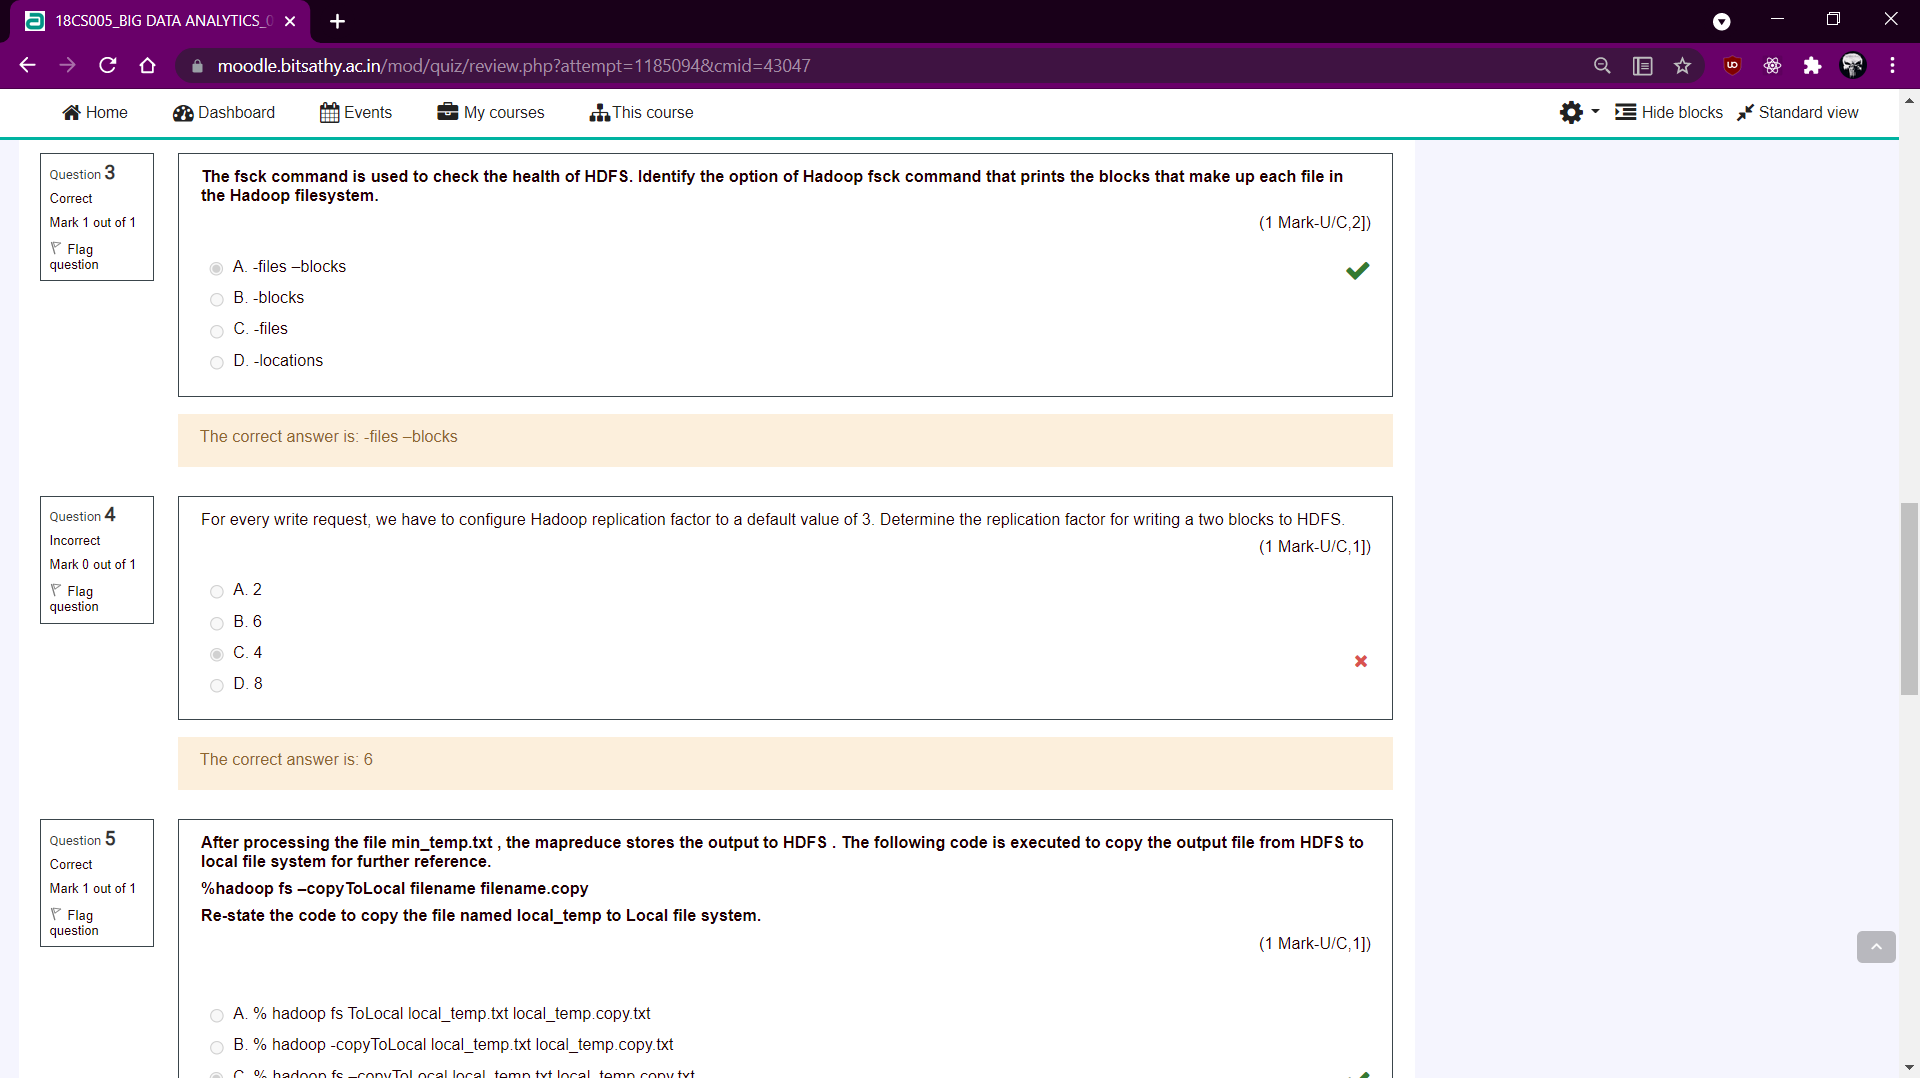 18CS005_BIG DATA ANALYTICS_0
moodle.bitsathy.ac.in/mod/quiz/review.php?attempt=1185094&cmid=43047
Home Dashboard Events My courses This course Hide blocks Standard view
Question 3
Correct
Mark 1 out of 1
Flag
question
The fsck command is used to check the health of HDFS. Identify the option of Hadoop fsck command that prints the blocks that make up each file in
the Hadoop filesystem.
(1 Mark-U/C,2])
A. -files –blocks
B. -blocks
C. -files
D. -locations
The correct answer is: -files –blocks
Question 4
Incorrect
Mark 0 out of 1
Flag
question
For every write request, we have to configure Hadoop replication factor to a default value of 3. Determine the replication factor for writing a two blocks to HDFS.
(1 Mark-U/C,1])
A. 2
B. 6
C. 4
D. 8
The correct answer is: 6
Question 5
Correct
Mark 1 out of 1
Flag
question
After processing the file min_temp.txt , the mapreduce stores the output to HDFS . The following code is executed to copy the output file from HDFS to
local file system for further reference.
%hadoop fs –copyToLocal filename filename.copy
Re-state the code to copy the file named local_temp to Local file system.
(1 Mark-U/C,1])
A. % hadoop fs ToLocal local_temp.txt local_temp.copy.txt
B. % hadoop -copyToLocal local_temp.txt local_temp.copy.txt
C. % hadoop fs –copyToLocal local_temp.txt local_temp.copy.txt